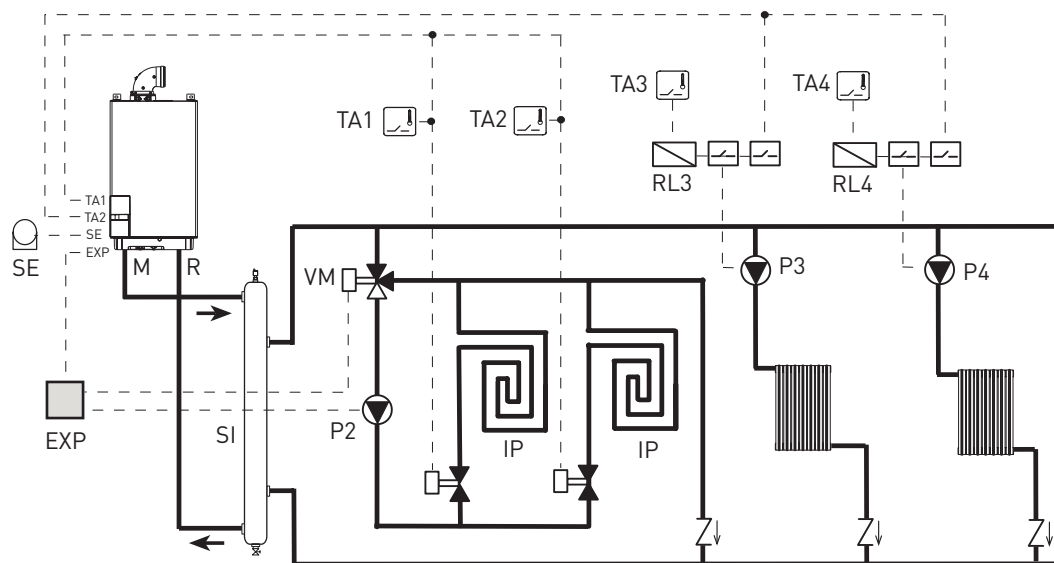 TA3
TA4
TA1
TA2
RL3
RL4
TA1
TA2
SE
EXP
SE
M
R
VM
P3
P4
EXP
SI
P2
IP
IP